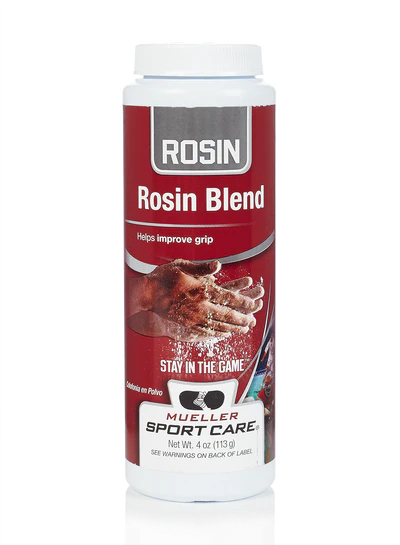 ROSIN
Rosin Blend
Helps improve grip
STAY IN THE GAME
Colofonia en Polvo
MUELLER
SPORT CARE®
Net Wt. 4 oz (113 g)
SEE WARNINGS ON BACK OF LABEL